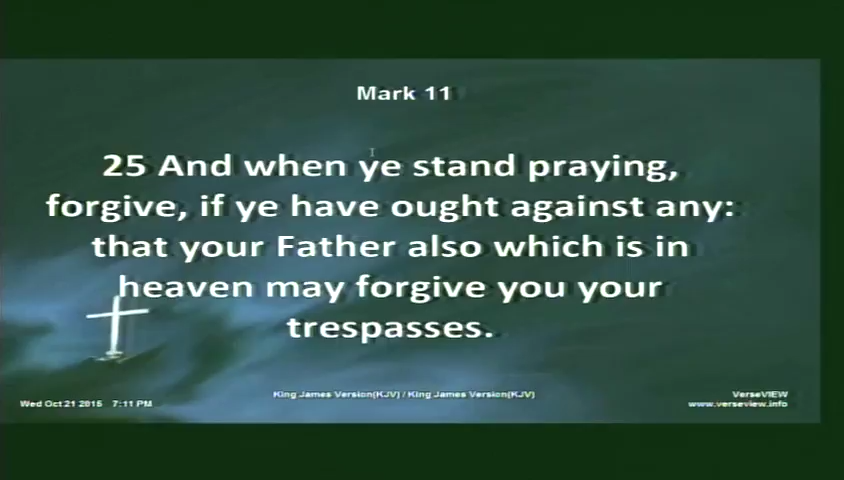 Mark 11
25 And when ye stand praying,
forgive, if ye have ought against any:
that your Father also which is in
heaven may forgive you your
trespasses.
King James Version(KJV) / King James Version(KJV)
Wed Oct 21 2015 7:11 PM
VerseVIEW
www.verseview.info